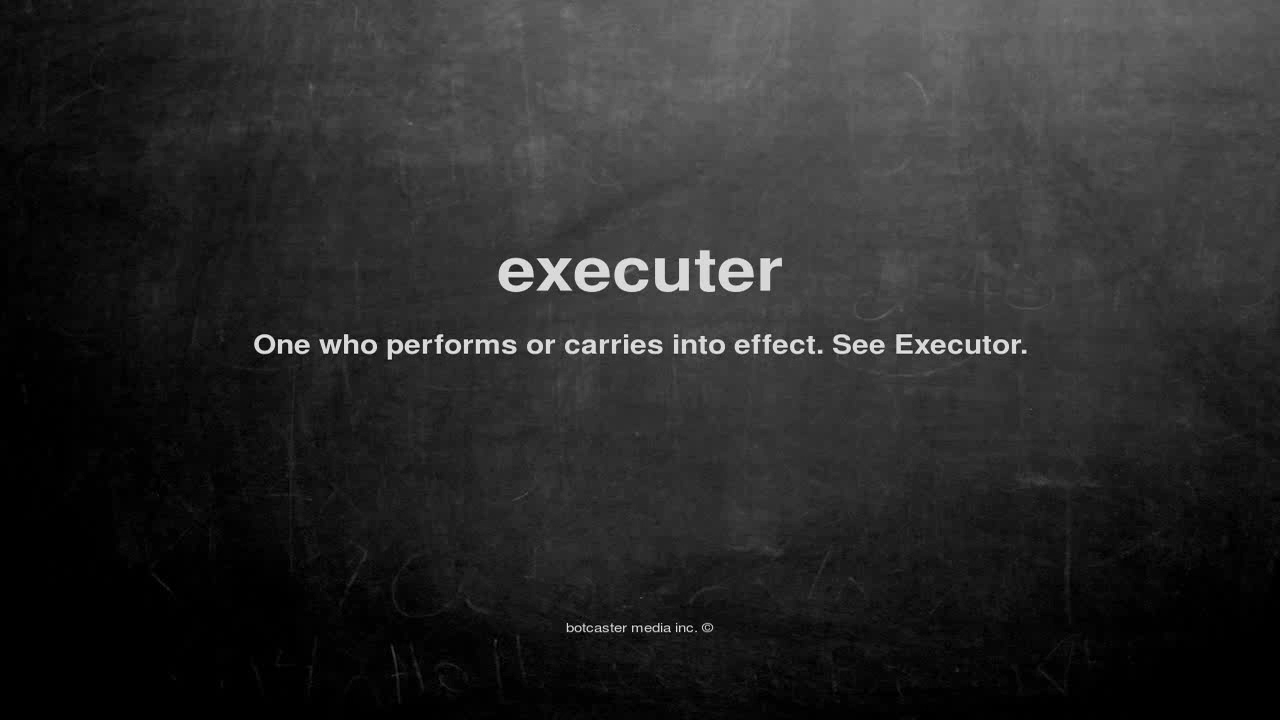 executer
One who performs or carries into effect. See Executor.
botcaster media inc. ©